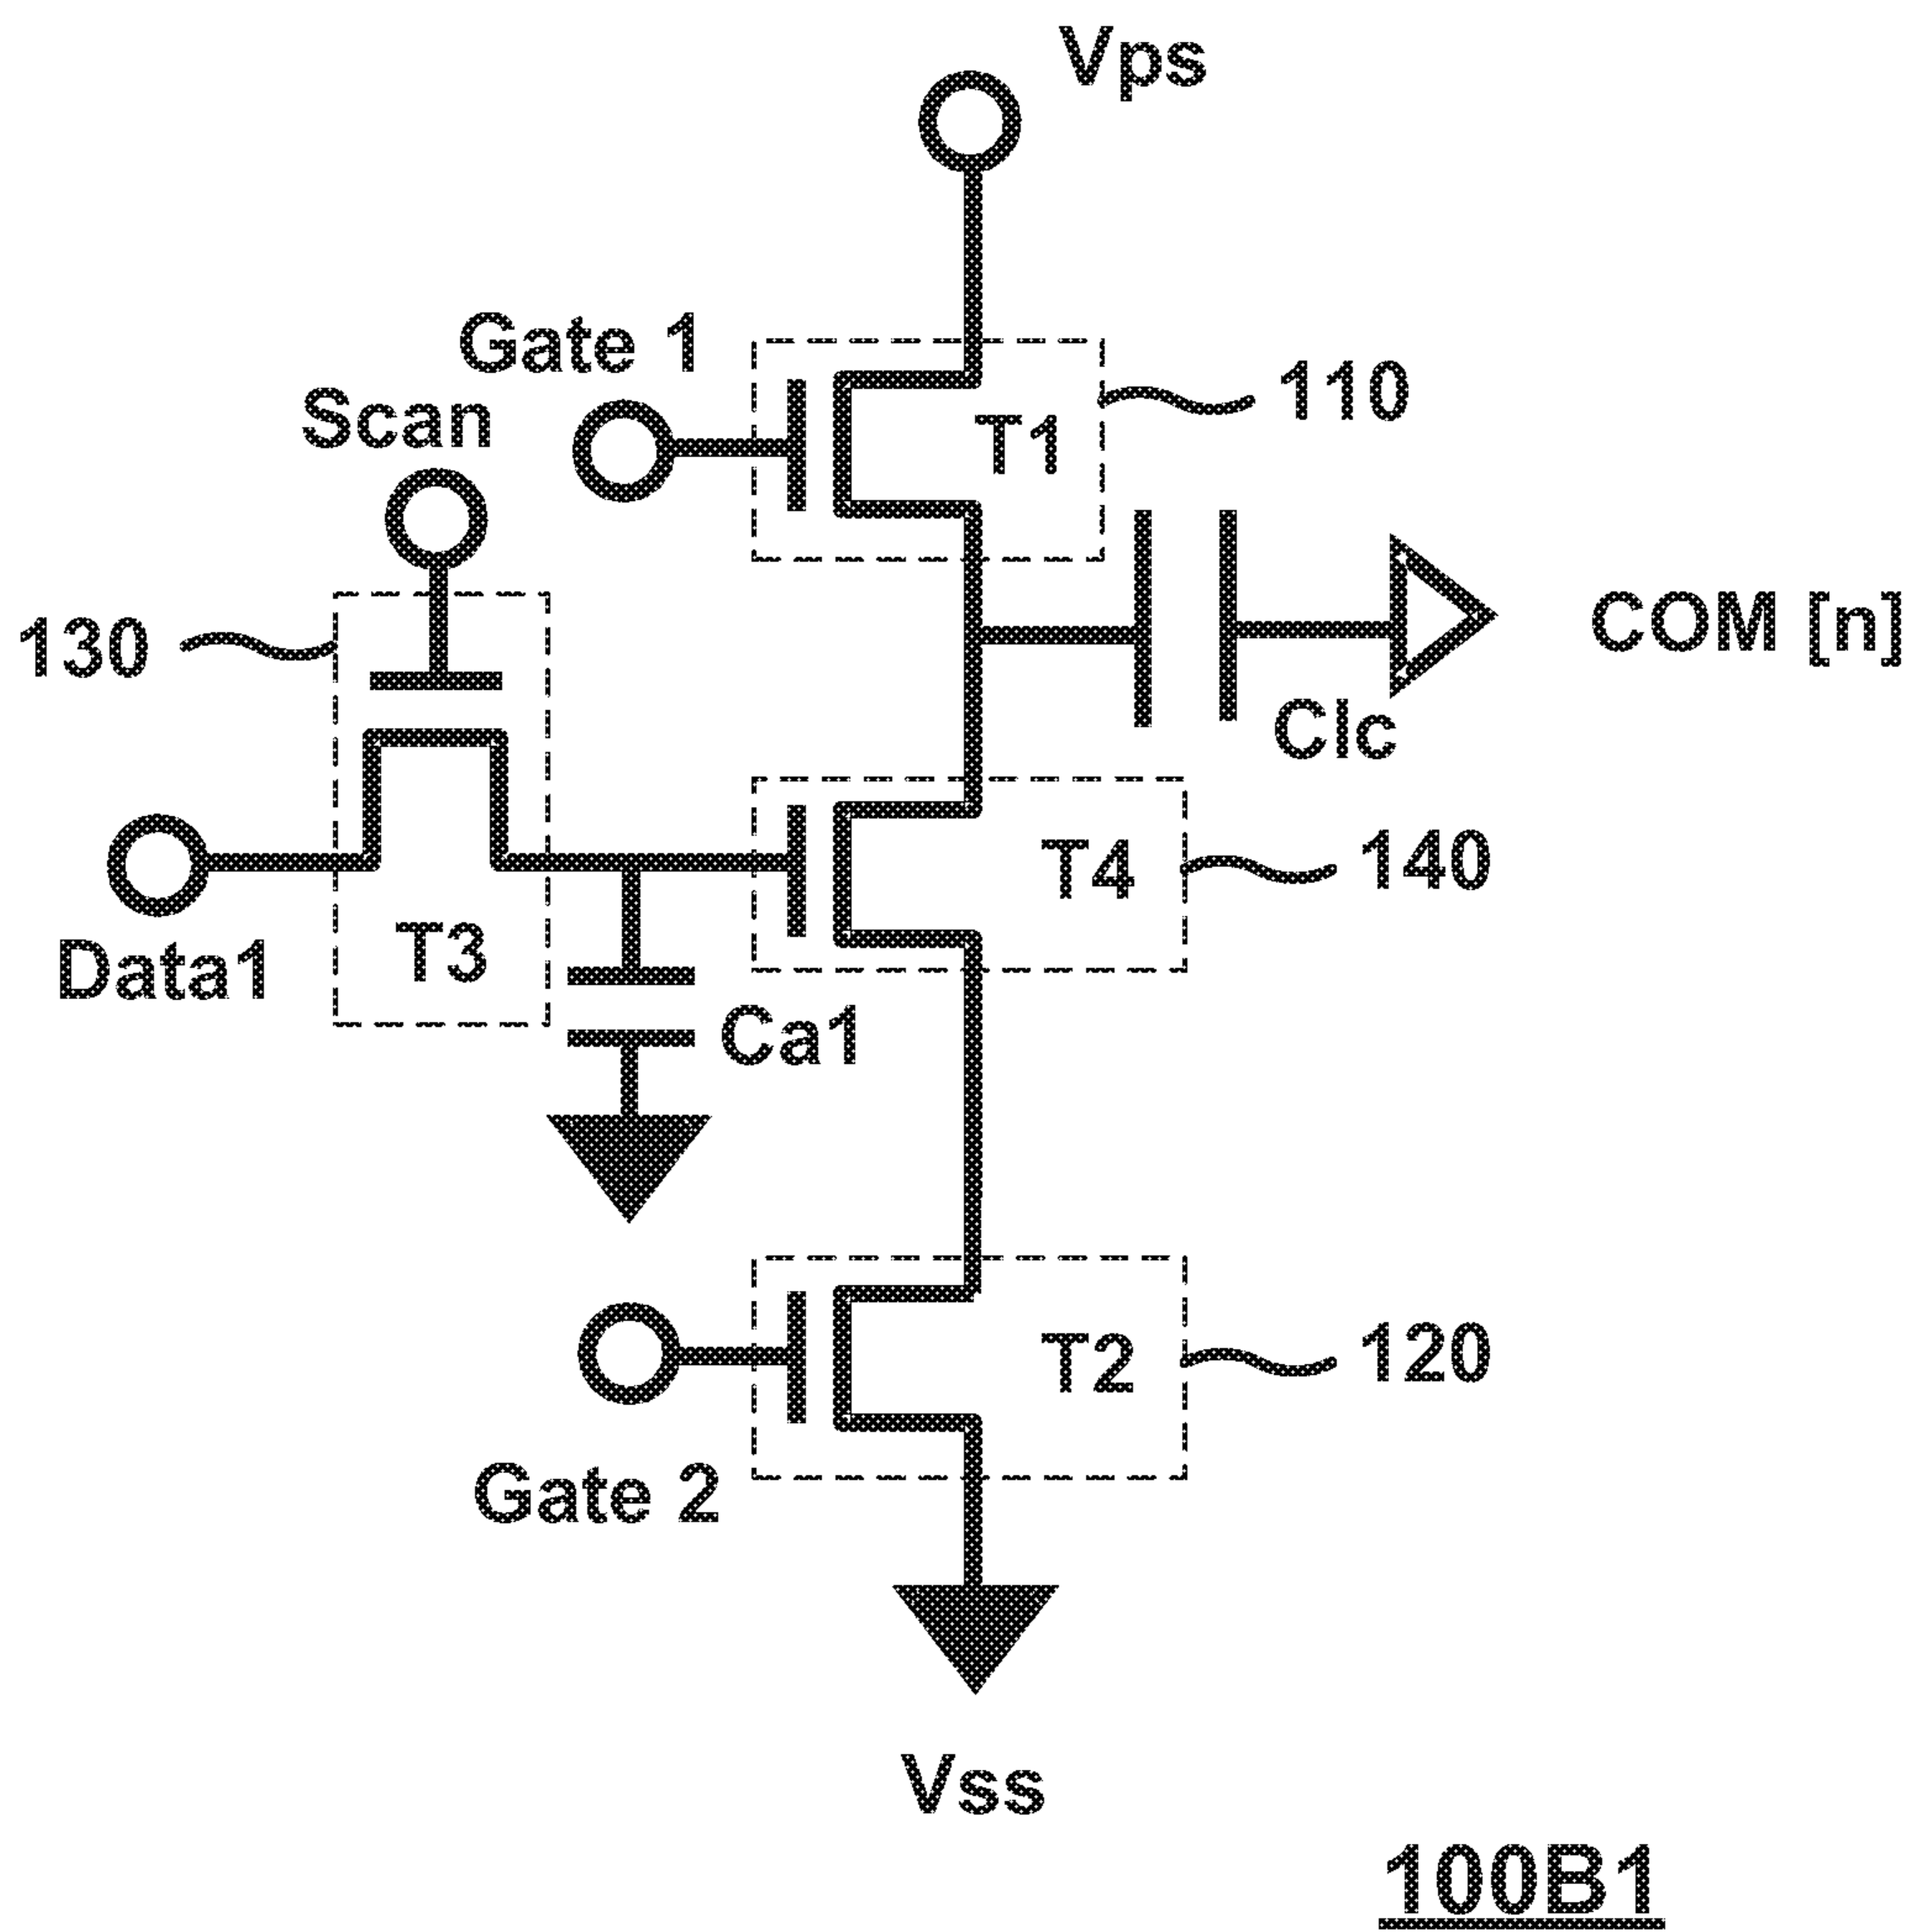 Vps
Gate 1
110
Scan
T1
COM [n]
130
Clc
T4
140
Data1
T3
Ca1
T2
120
Gate 2
Vss
100B1